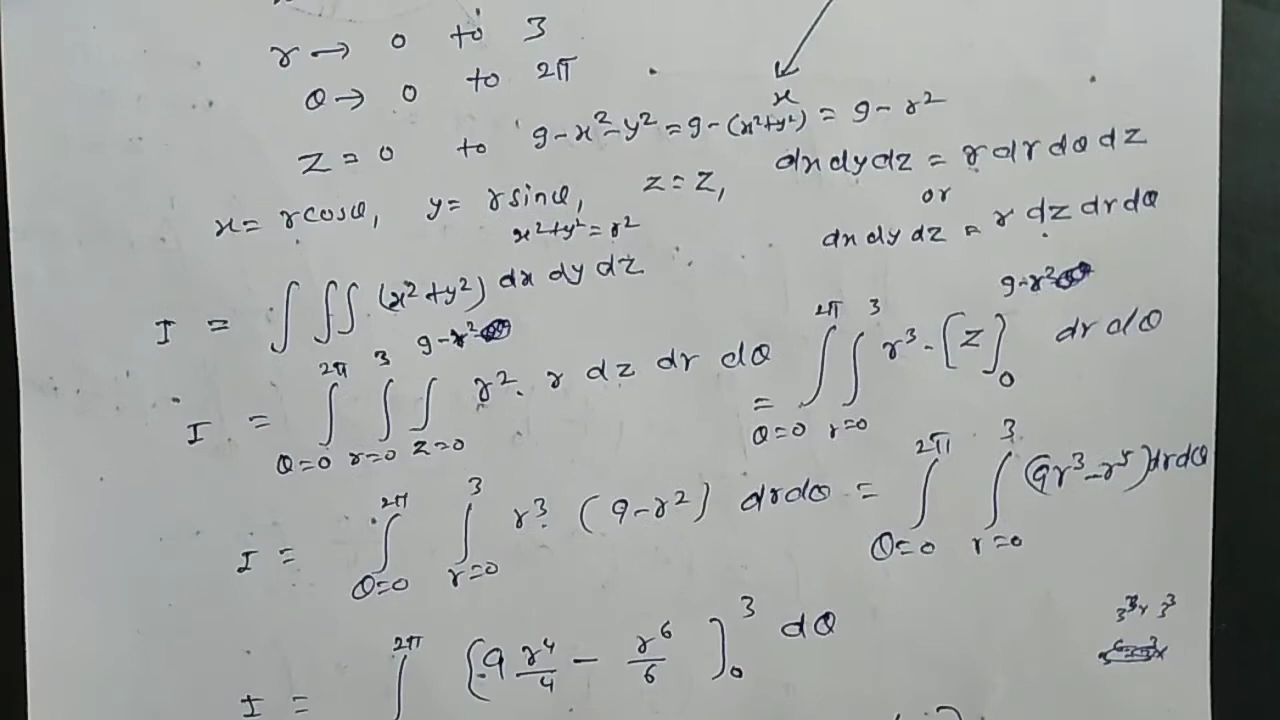 r → 0 to 3
θ → 0 to 2π
z = 0 to 9-x²-y² = 9-(x²+y²) = 9-r²
x = r cosθ, y = r sinθ, z = z, dx dy dz = r dr dθ dz
or
x²+y² = r² dx dy dz = r dz dr dθ
I = ∫∫∫ (x²+y²) dx dy dz
I = ∫_{θ=0}^{2π} ∫_{r=0}^{3} ∫_{z=0}^{9-r²} r². r dz dr dθ = ∫_{θ=0}^{2π} ∫_{r=0}^{3} r³. [z]_0^{9-r²} dr dθ
I = ∫_{θ=0}^{2π} ∫_{r=0}^{3} r³. (9-r²) dr dθ = ∫_{θ=0}^{2π} ∫_{r=0}^{3} (9r³-r⁵) dr dθ
I = ∫^{2π} [9 r⁴/4 - r⁶/6]_0^3 dθ